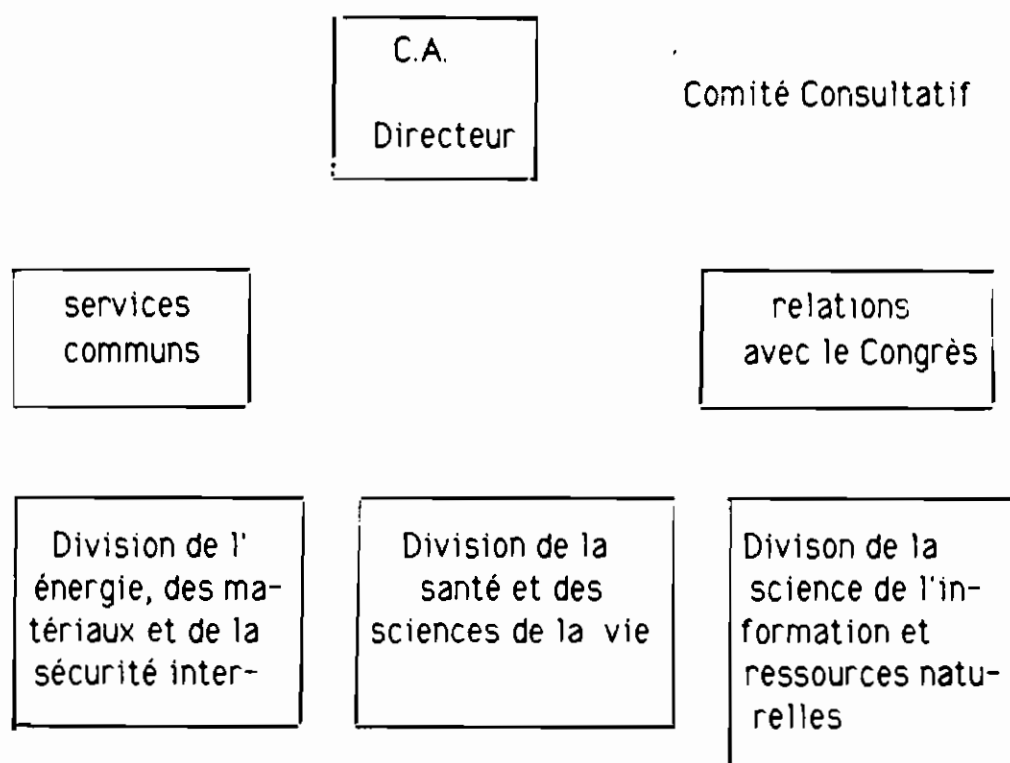 C.A.
Directeur
Comité Consultatif
services
communs
relations
avec le Congrès
Division de l'
énergie, des ma-
tériaux et de la
sécurité inter-
Division de la
santé et des
sciences de la vie
Divison de la
science de l'in-
formation et
ressources natu-
relles